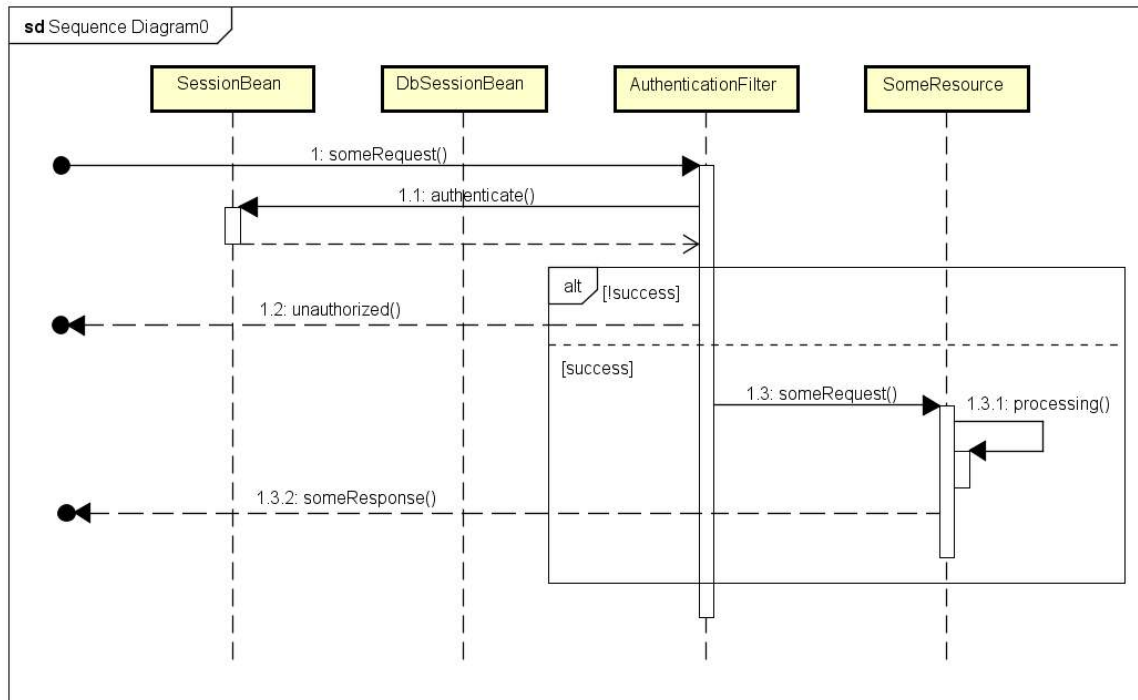 sd Sequence Diagram0
SessionBean
DbSessionBean
AuthenticationFilter
SomeResource
1: someRequest()
1.1: authenticate()
alt
[!success]
1.2: unauthorized()
[success]
1.3: someRequest()
1.3.1: processing()
1.3.2: someResponse()